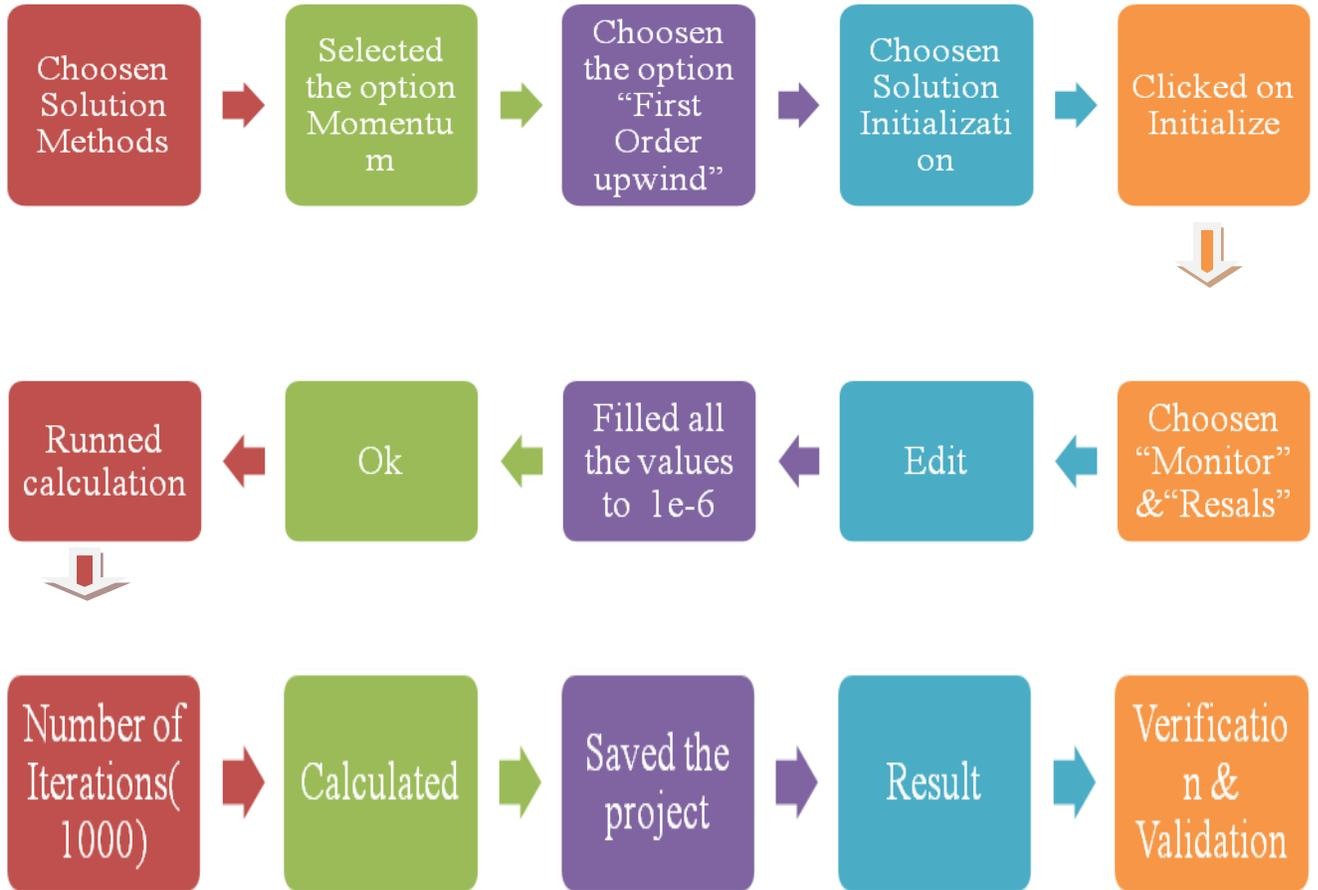 Choosen
Solution
Methods
Selected
the option
Momentu
m
Choosen
the option
“First
Order
upwind”
Choosen
Solution
Initializati
on
Clicked on
Initialize
Choosen
“Monitor”
&“Resals”
Edit
Filled all
the values
to 1e-6
Ok
Runned
calculation
Number of
Iterations(
1000)
Calculated
Saved the
project
Result
Verificatio
n &
Validation